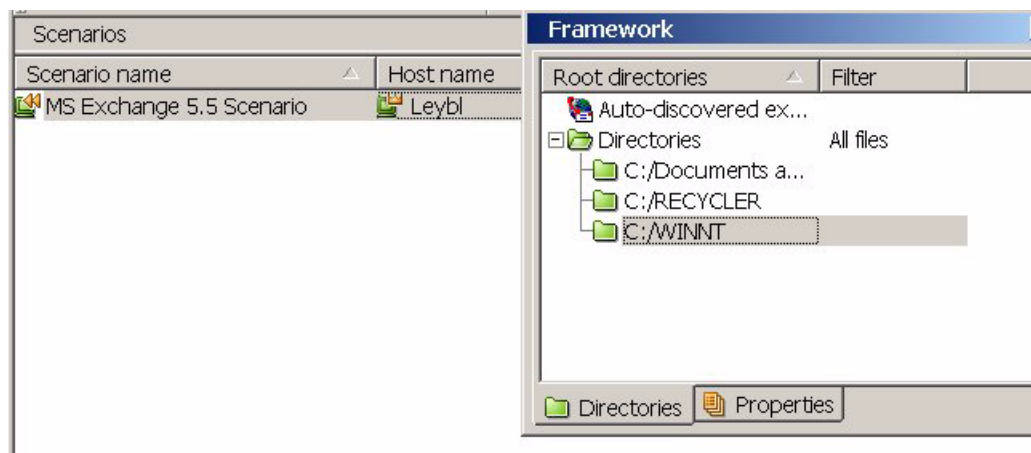 Scenarios
Scenario name Host name
MS Exchange 5.5 Scenario Leybl
Framework
Root directories Filter
Auto-discovered ex...
Directories All files
C:/Documents a...
C:/RECYCLER
C:/WINNT
Directories Properties